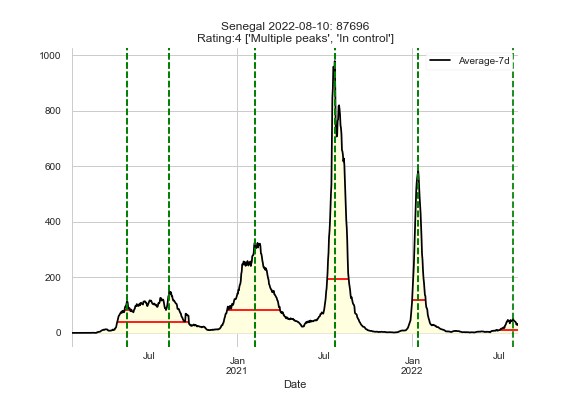 Senegal 2022-08-10: 87696
Rating:4 ['Multiple peaks', 'In control']
Average-7d
1000
800
600
400
200
0
Jul
Jan
2021
Jul
Jan
2022
Jul
Date